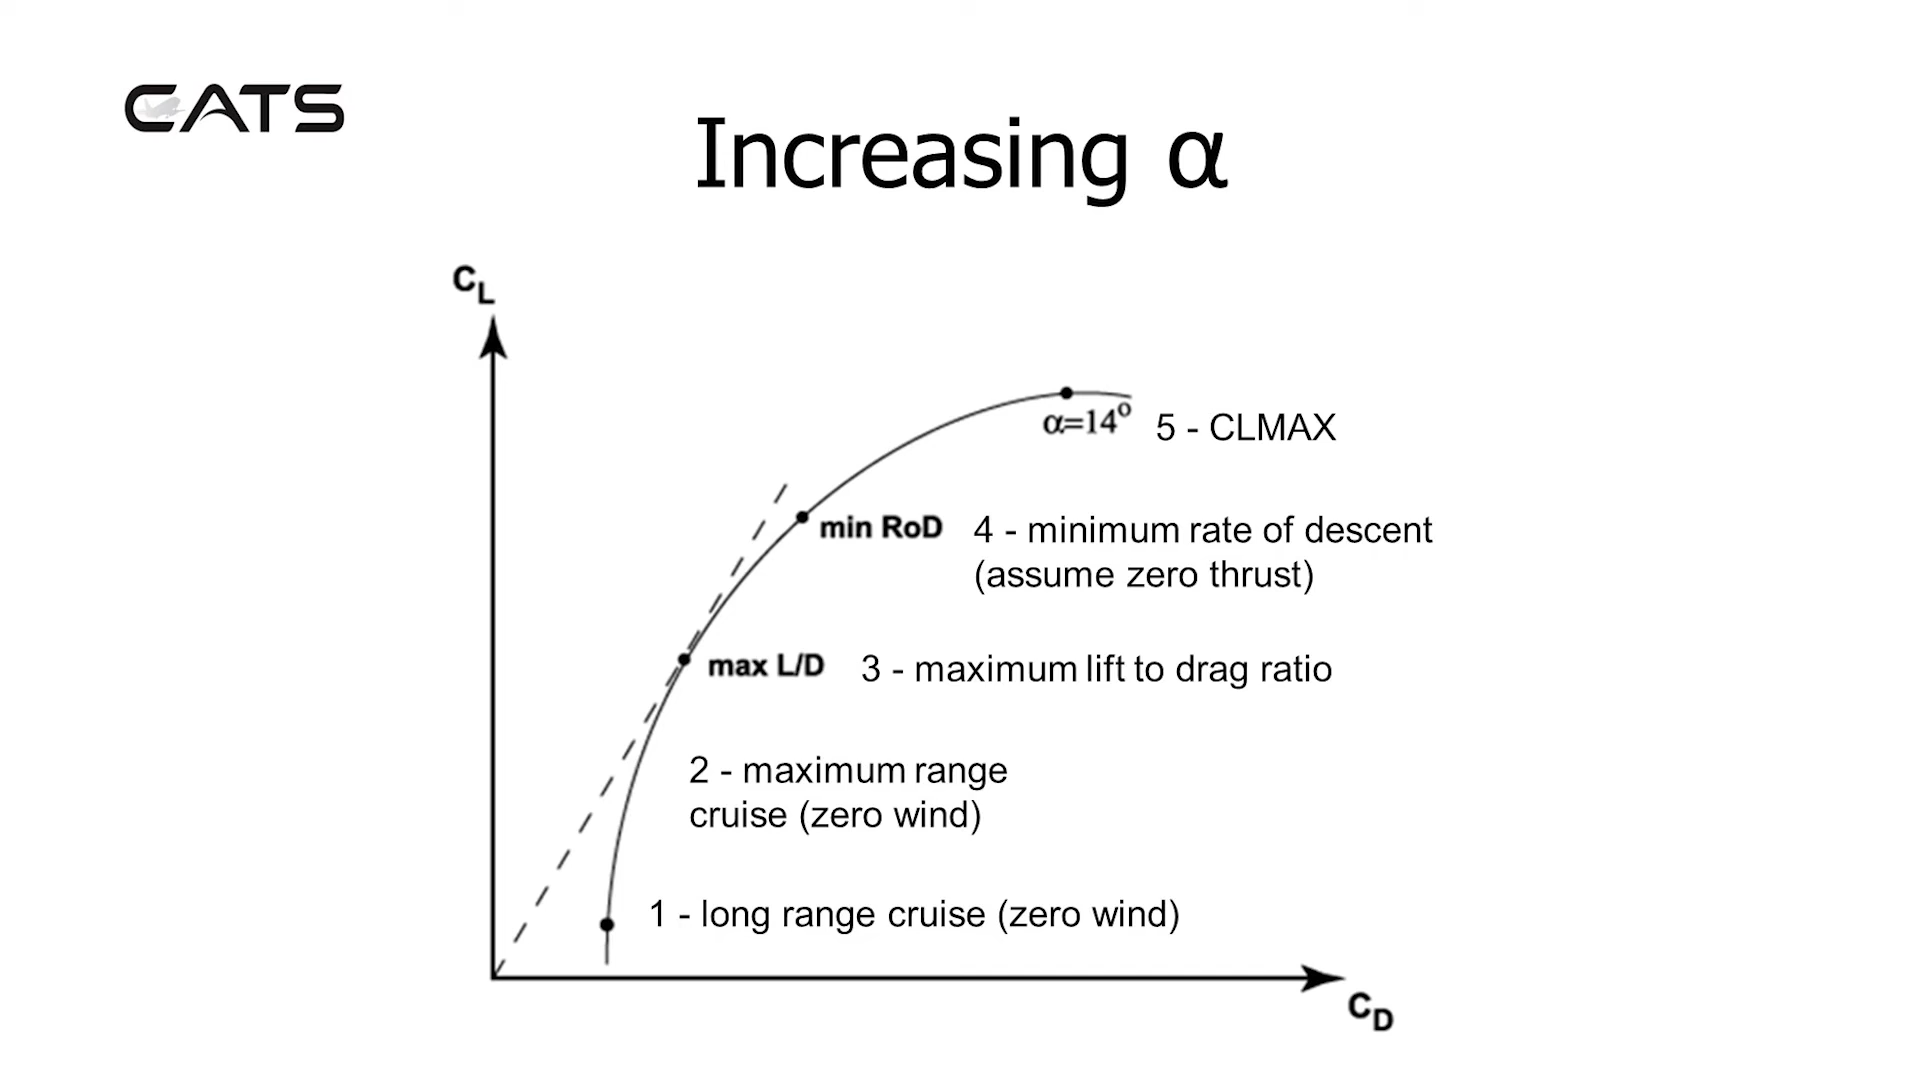 CATS
Increasing α
CL
α=14º 5 - CLMAX
min RoD 4 - minimum rate of descent
(assume zero thrust)
max L/D 3 - maximum lift to drag ratio
2 - maximum range
cruise (zero wind)
1 - long range cruise (zero wind)
CD